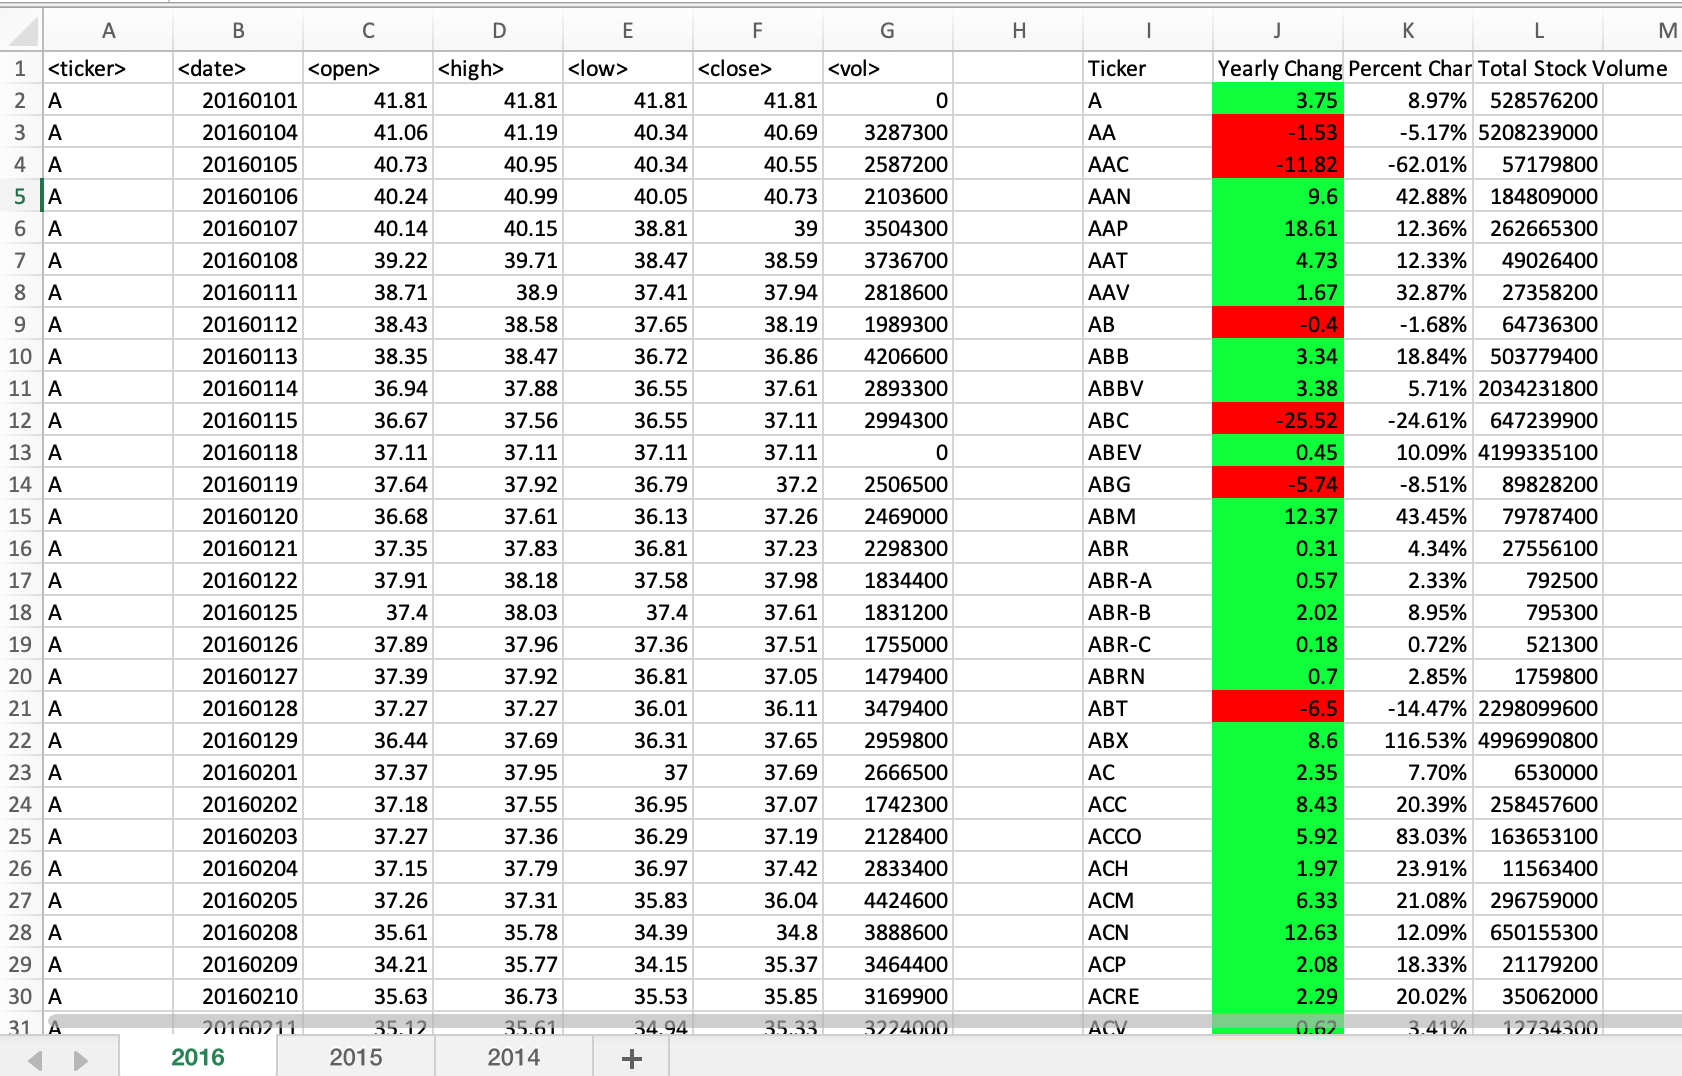 A B C D E F G H I J K L M
1 <ticker> <date> <open> <high> <low> <close> <vol> Ticker Yearly Chang Percent Char Total Stock Volume
2 A 20160101 41.81 41.81 41.81 41.81 0 A 3.75 8.97% 528576200
3 A 20160104 41.06 41.19 40.34 40.69 3287300 AA -1.53 -5.17% 5208239000
4 A 20160105 40.73 40.95 40.34 40.55 2587200 AAC -11.82 -62.01% 57179800
5 A 20160106 40.24 40.99 40.05 40.73 2103600 AAN 9.6 42.88% 184809000
6 A 20160107 40.14 40.15 38.81 39 3504300 AAP 18.61 12.36% 262665300
7 A 20160108 39.22 39.71 38.47 38.59 3736700 AAT 4.73 12.33% 49026400
8 A 20160111 38.71 38.9 37.41 37.94 2818600 AAV 1.67 32.87% 27358200
9 A 20160112 38.43 38.58 37.65 38.19 1989300 AB -0.4 -1.68% 64736300
10 A 20160113 38.35 38.47 36.72 36.86 4206600 ABB 3.34 18.84% 503779400
11 A 20160114 36.94 37.88 36.55 37.61 2893300 ABBV 3.38 5.71% 2034231800
12 A 20160115 36.67 37.56 36.55 37.11 2994300 ABC -25.52 -24.61% 647239900
13 A 20160118 37.11 37.11 37.11 37.11 0 ABEV 0.45 10.09% 4199335100
14 A 20160119 37.64 37.92 36.79 37.2 2506500 ABG -5.74 -8.51% 89828200
15 A 20160120 36.68 37.61 36.13 37.26 2469000 ABM 12.37 43.45% 79787400
16 A 20160121 37.35 37.83 36.81 37.23 2298300 ABR 0.31 4.34% 27556100
17 A 20160122 37.91 38.18 37.58 37.98 1834400 ABR-A 0.57 2.33% 792500
18 A 20160125 37.4 38.03 37.4 37.61 1831200 ABR-B 2.02 8.95% 795300
19 A 20160126 37.89 37.96 37.36 37.51 1755000 ABR-C 0.18 0.72% 521300
20 A 20160127 37.39 37.92 36.81 37.05 1479400 ABRN 0.7 2.85% 1759800
21 A 20160128 37.27 37.27 36.01 36.11 3479400 ABT -6.5 -14.47% 2298099600
22 A 20160129 36.44 37.69 36.31 37.65 2959800 ABX 8.6 116.53% 4996990800
23 A 20160201 37.37 37.95 37 37.69 2666500 AC 2.35 7.70% 6530000
24 A 20160202 37.18 37.55 36.95 37.07 1742300 ACC 8.43 20.39% 258457600
25 A 20160203 37.27 37.36 36.29 37.19 2128400 ACCO 5.92 83.03% 163653100
26 A 20160204 37.15 37.79 36.97 37.42 2833400 ACH 1.97 23.91% 11563400
27 A 20160205 37.26 37.31 35.83 36.04 4424600 ACM 6.33 21.08% 296759000
28 A 20160208 35.61 35.78 34.39 34.8 3888600 ACN 12.63 12.09% 650155300
29 A 20160209 34.21 35.77 34.15 35.37 3464400 ACP 2.08 18.33% 21179200
30 A 20160210 35.63 36.73 35.53 35.85 3169900 ACRE 2.29 20.02% 35062000
31 A 20160211 35.12 35.61 34.94 35.33 3224000 ACV 0.62 3.41% 12734300
2016 2015 2014 +